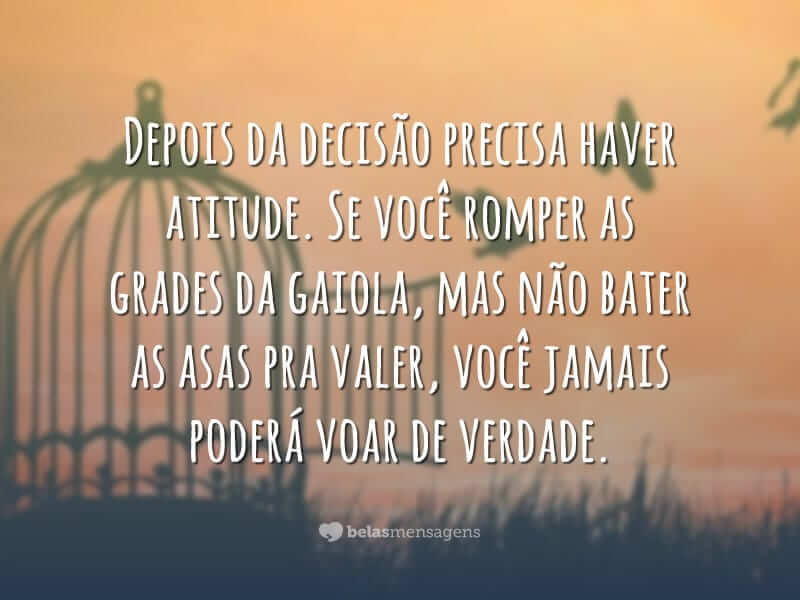 Depois da decisão precisa haver
atitude. Se você romper as
grades da gaiola, mas não bater
as asas pra valer, você jamais
poderá voar de verdade.
belasmensagens